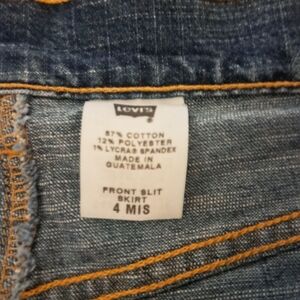 Levi's
87% COTTON
12% POLYESTER
1% LYCRA® SPANDEX
MADE IN
GUATEMALA
FRONT SLIT
SKIRT
4 MIS